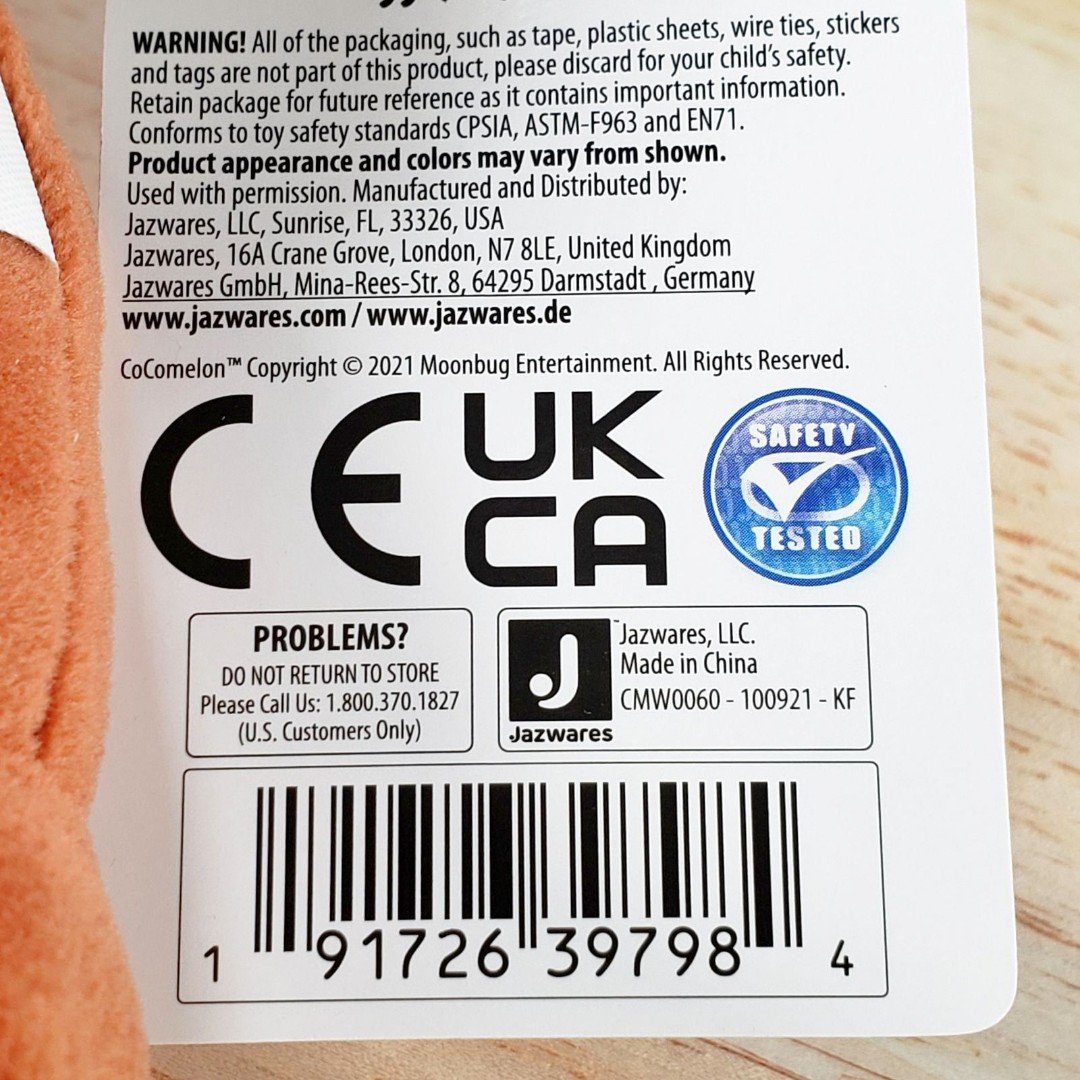 WARNING! All of the packaging, such as tape, plastic sheets, wire ties, stickers
and tags are not part of this product, please discard for your child's safety.
Retain package for future reference as it contains important information.
Conforms to toy safety standards CPSIA, ASTM-F963 and EN71.
Product appearance and colors may vary from shown.
Used with permission. Manufactured and Distributed by:
Jazwares, LLC, Sunrise, FL, 33326, USA
Jazwares, 16A Crane Grove, London, N7 8LE, United Kingdom
Jazwares GmbH, Mina-Rees-Str. 8, 64295 Darmstadt , Germany
www.jazwares.com / www.jazwares.de
CoComelon™ Copyright © 2021 Moonbug Entertainment. All Rights Reserved.
CE
UK
CA
SAFETY
TESTED
PROBLEMS?
DO NOT RETURN TO STORE
Please Call Us: 1.800.370.1827
(U.S. Customers Only)
J™
Jazwares
Jazwares, LLC.
Made in China
CMW0060 - 100921 - KF
1 91726 39798 4